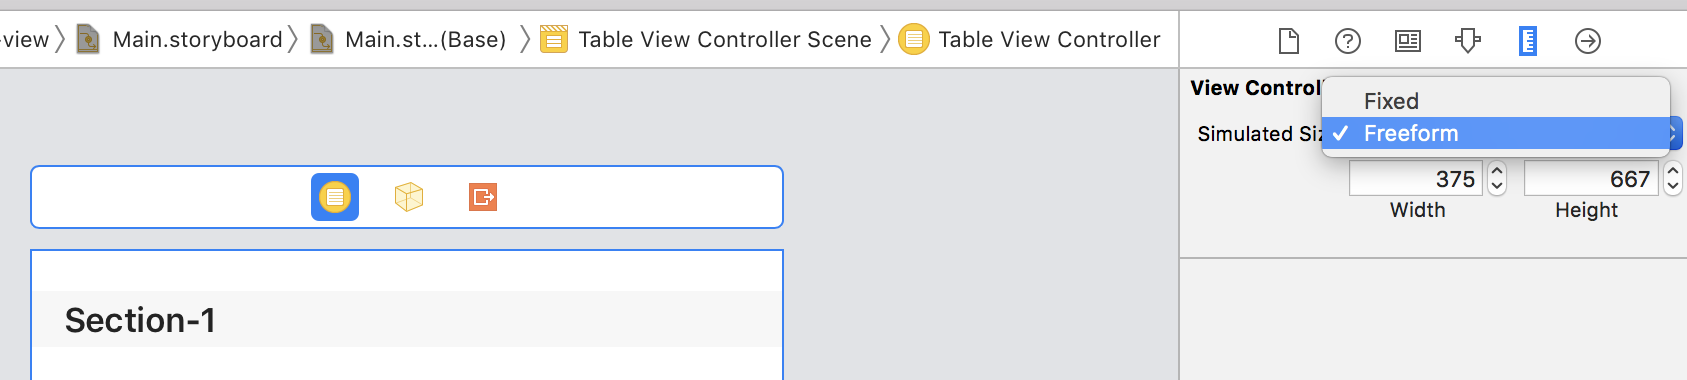 -view 〉 Main.storyboard 〉 Main.st...(Base) 〉 Table View Controller Scene 〉 Table View Controller
View Control
Fixed
Simulated Siz
✓ Freeform
375 667
Width Height
Section-1